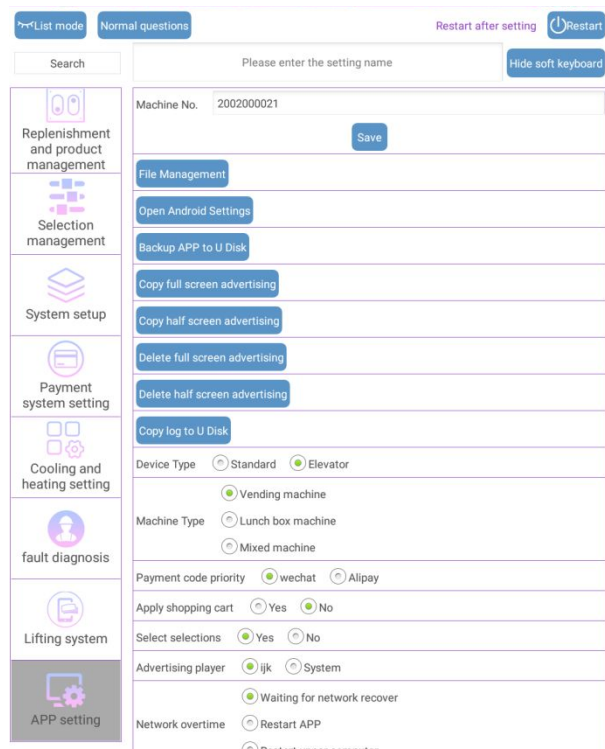 List mode
Normal questions
Restart after setting
Restart
Search
Please enter the setting name
Hide soft keyboard
Replenishment
and product
management
Selection
management
System setup
Payment
system setting
Cooling and
heating setting
fault diagnosis
Lifting system
APP setting
Machine No. 2002000021
Save
File Management
Open Android Settings
Backup APP to U Disk
Copy full screen advertising
Copy half screen advertising
Delete full screen advertising
Delete half screen advertising
Copy log to U Disk
Device Type Standard Elevator
Machine Type
Vending machine
Lunch box machine
Mixed machine
Payment code priority wechat Alipay
Apply shopping cart Yes No
Select selections Yes No
Advertising player ijk System
Network overtime
Waiting for network recover
Restart APP